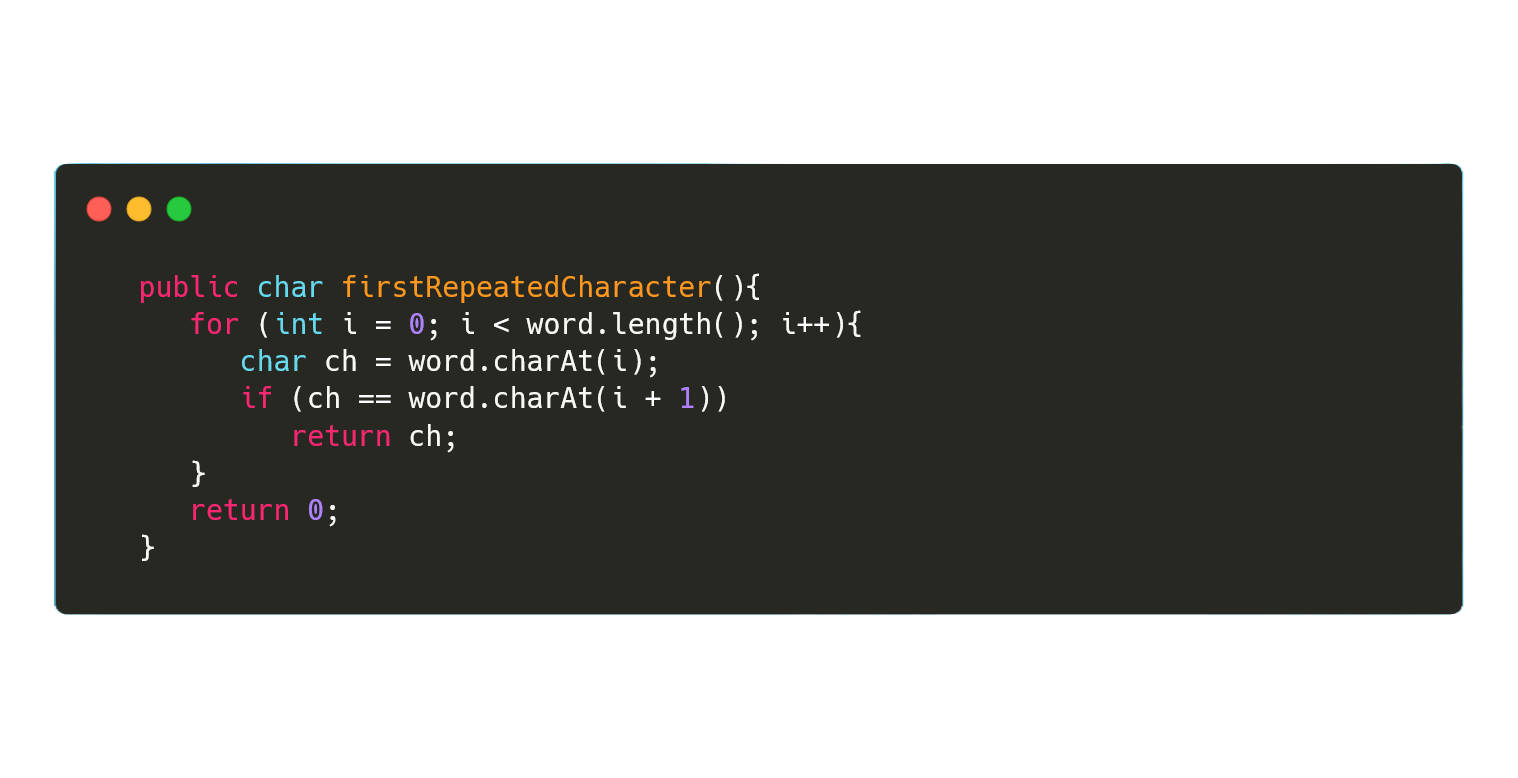 public char firstRepeatedCharacter(){
   for (int i = 0; i < word.length(); i++){
      char ch = word.charAt(i);
      if (ch == word.charAt(i + 1))
         return ch;
   }
   return 0;
}